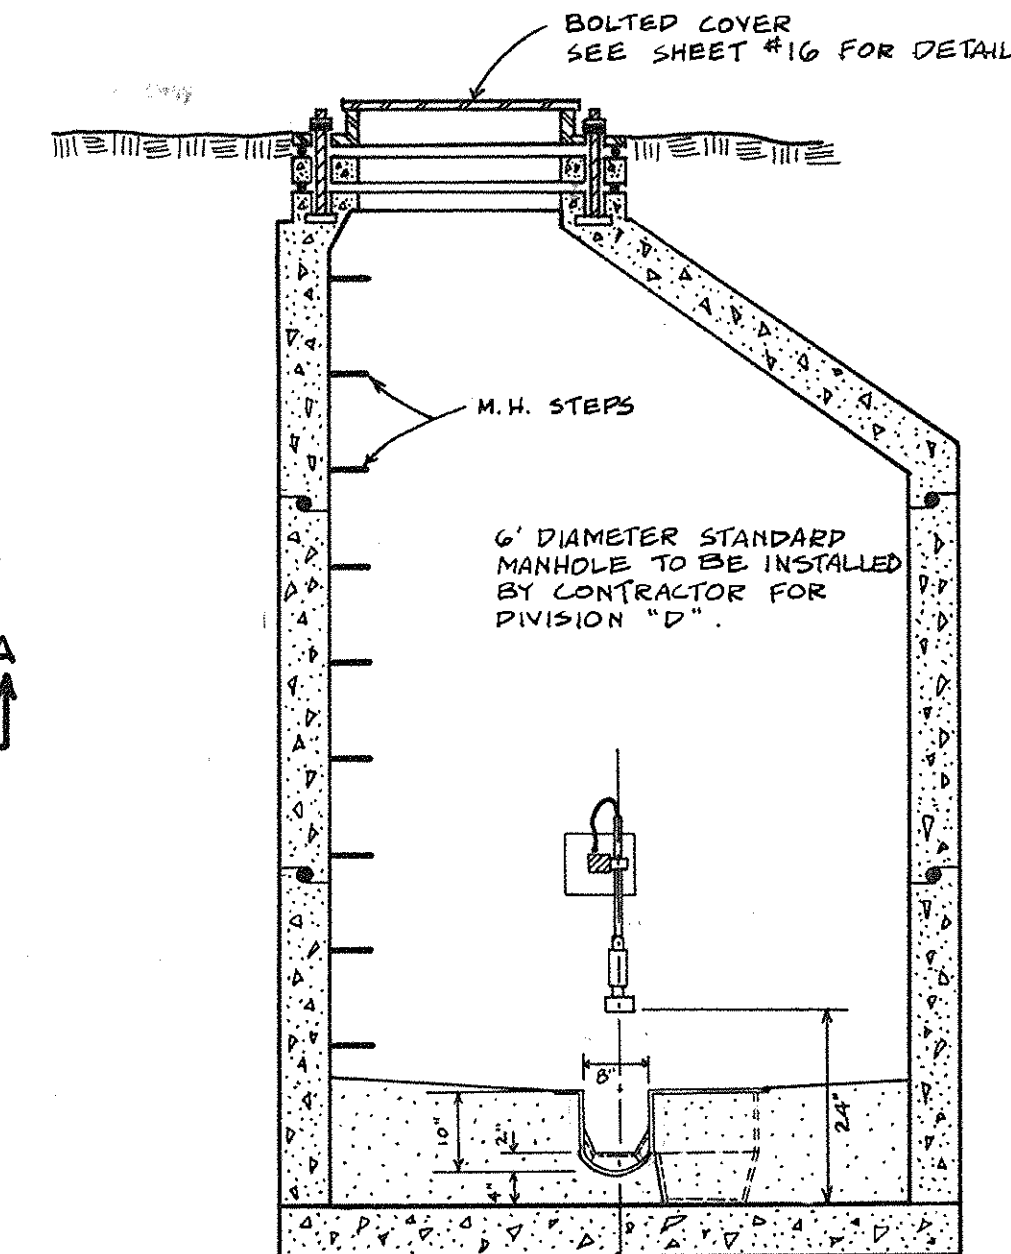 BOLTED COVER
SEE SHEET #16 FOR DETAIL
M.H. STEPS
6' DIAMETER STANDARD
MANHOLE TO BE INSTALLED
BY CONTRACTOR FOR
DIVISION "D".
A
8"
10"
2"
4"
24"